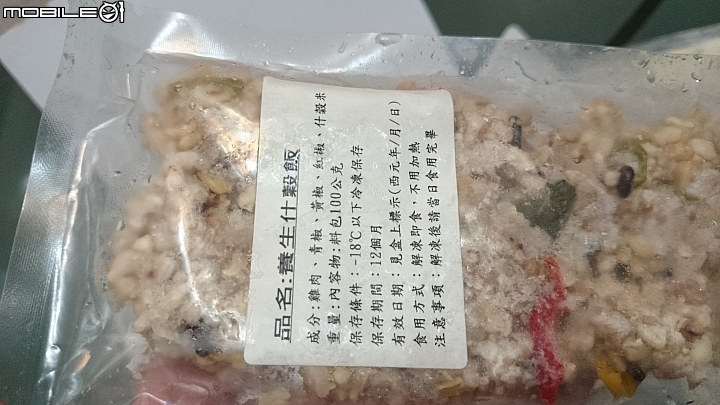 MOBILE01
品名:養生什穀飯
成分:雞肉、青椒、黃椒、紅椒、什穀米
重量:內容物:料包100公克
保存條件:-18℃以下冷凍保存
保存期間:12個月
有效日期:見盒上標示(西元年/月/日)
食用方式:解凍即食,不用加熱
注意事項:解凍後請當日食用完畢